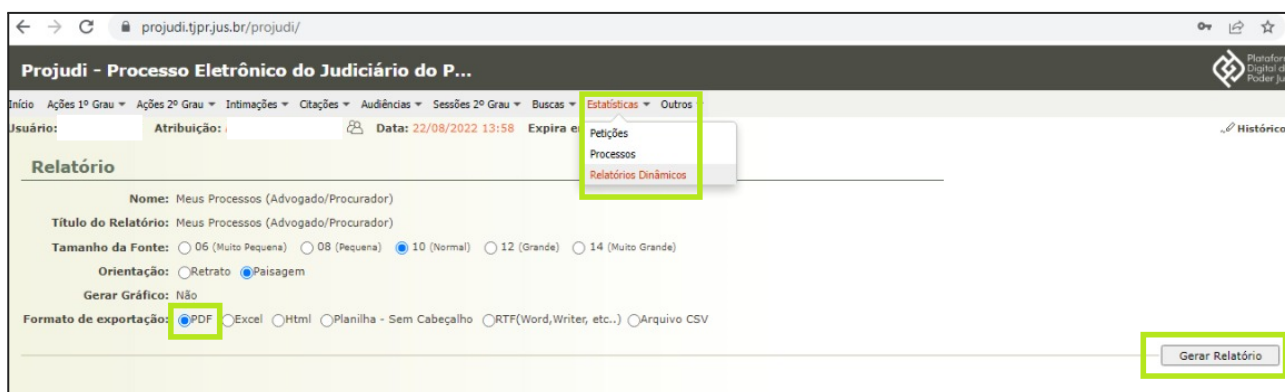 projudi.tjpr.jus.br/projudi/
Projudi - Processo Eletrônico do Judiciário do P...
Plataform
Digital d
Poder Ju
Início Ações 1º Grau Ações 2º Grau Intimações Citações Audiências Sessões 2º Grau Buscas Estatísticas Outros
Usuário: Atribuição: Data: 22/08/2022 13:58 Expira e
Histórico
Petições
Processos
Relatórios Dinâmicos
Relatório
Nome: Meus Processos (Advogado/Procurador)
Título do Relatório: Meus Processos (Advogado/Procurador)
Tamanho da Fonte: 06 (Muito Pequena) 08 (Pequena) 10 (Normal) 12 (Grande) 14 (Muito Grande)
Orientação: Retrato Paisagem
Gerar Gráfico: Não
Formato de exportação: PDF Excel Html Planilha - Sem Cabeçalho RTF(Word,Writer, etc..) Arquivo CSV
Gerar Relatório